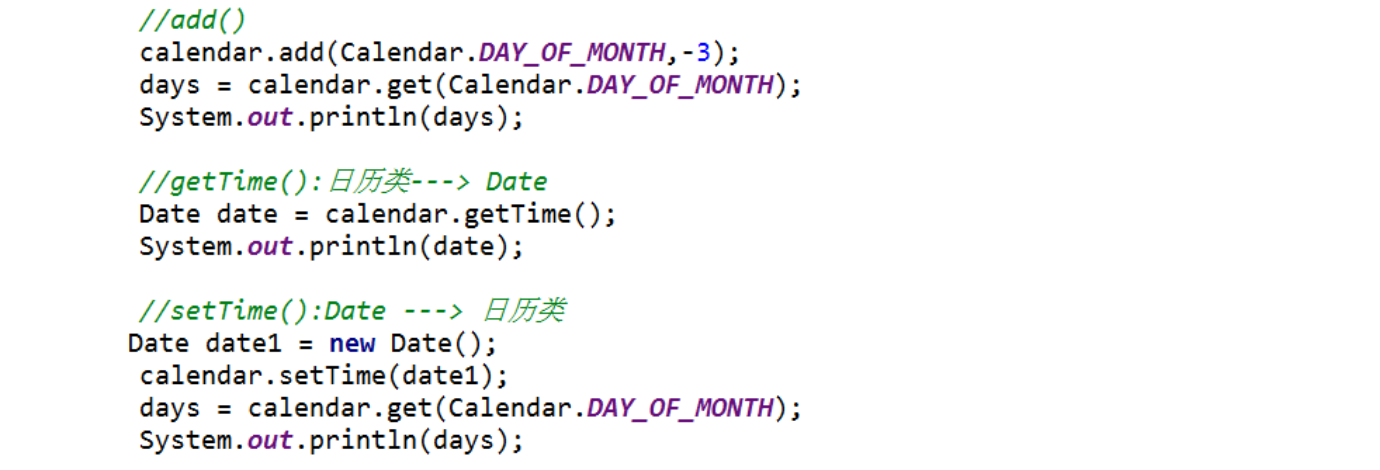 //add()
calendar.add(Calendar.DAY_OF_MONTH,-3);
days = calendar.get(Calendar.DAY_OF_MONTH);
System.out.println(days);
//getTime():日历类---> Date
Date date = calendar.getTime();
System.out.println(date);
//setTime():Date ---> 日历类
Date date1 = new Date();
calendar.setTime(date1);
days = calendar.get(Calendar.DAY_OF_MONTH);
System.out.println(days);